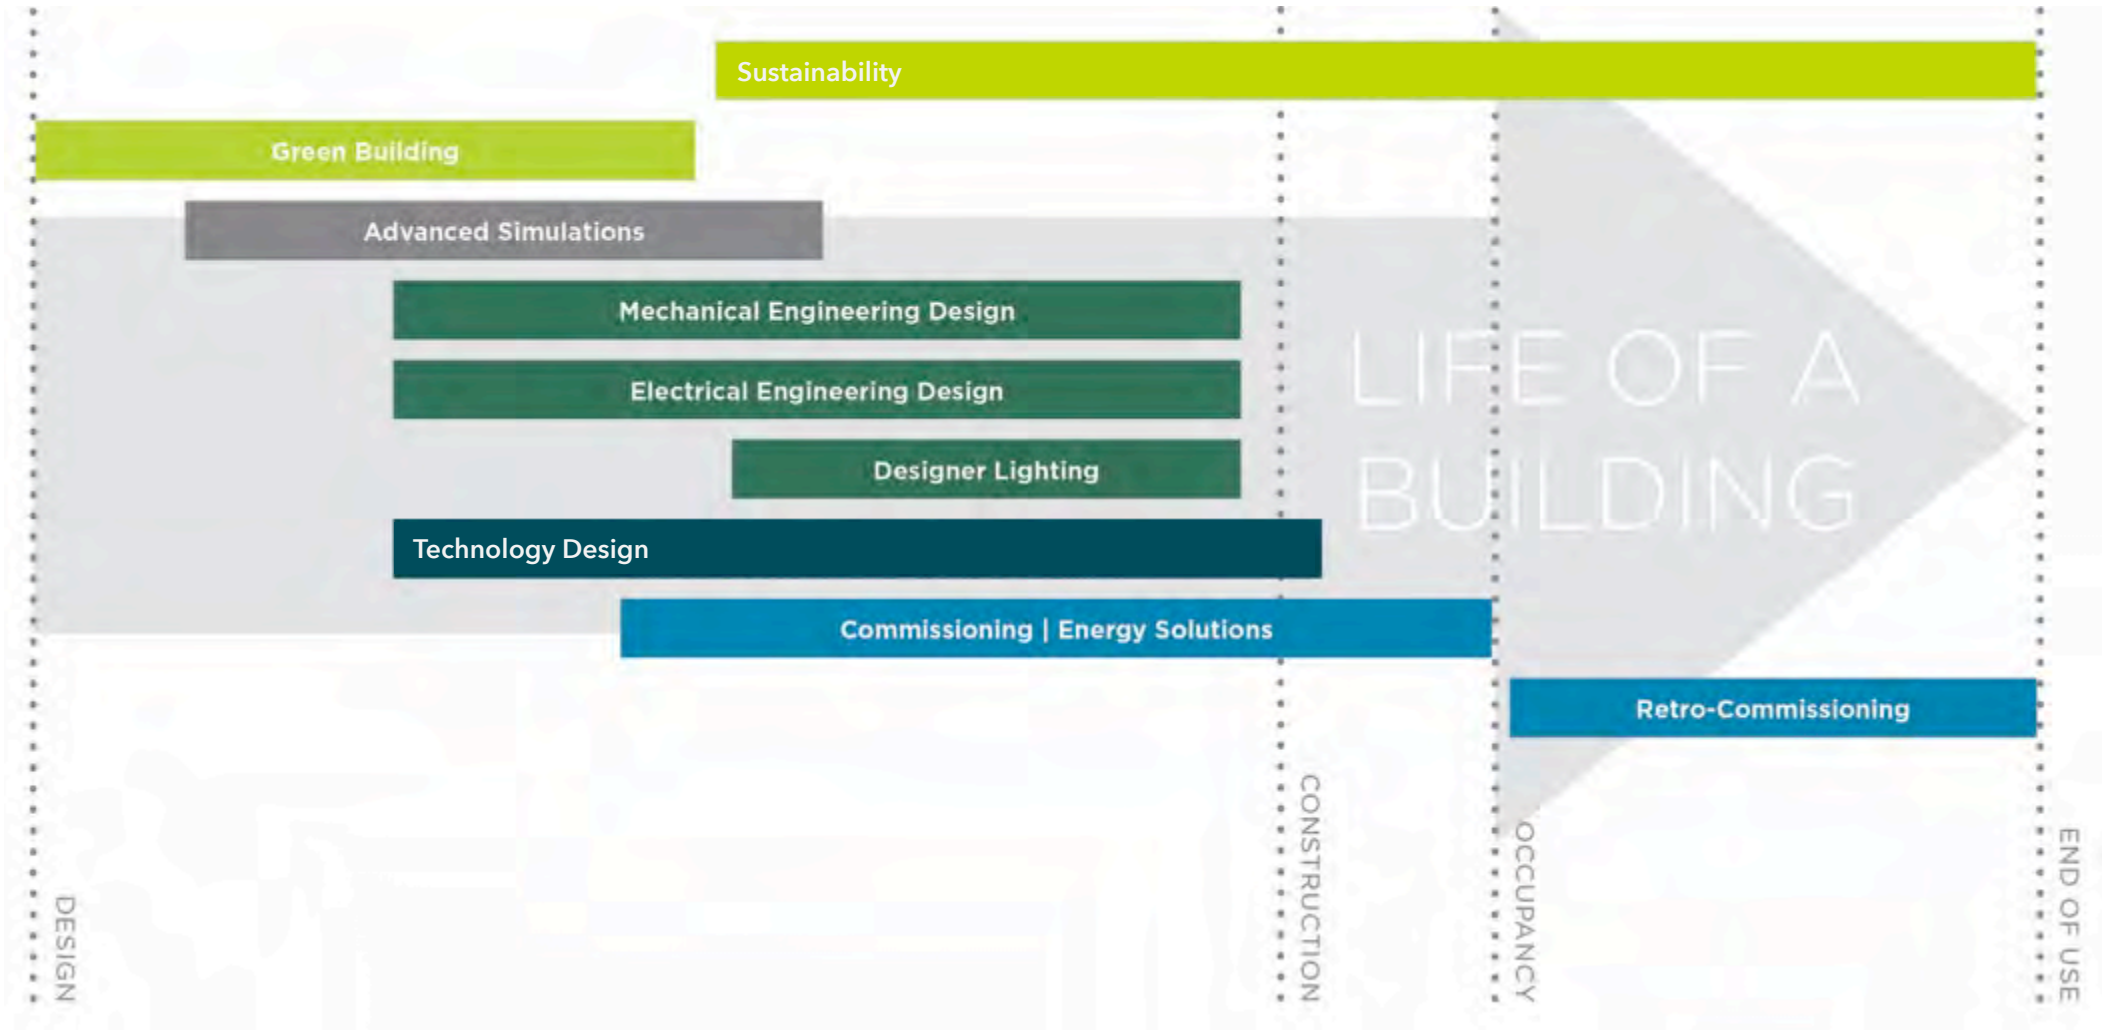 Sustainability
Green Building
Advanced Simulations
Mechanical Engineering Design
Electrical Engineering Design
Designer Lighting
Technology Design
Commissioning | Energy Solutions
Retro-Commissioning
LIFE OF A
BUILDING
DESIGN
CONSTRUCTION
OCCUPANCY
END OF USE